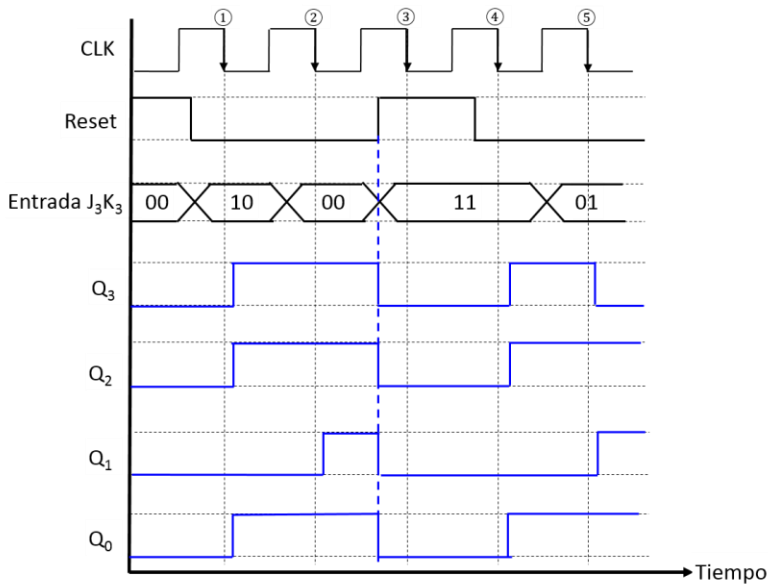 ① ② ③ ④ ⑤
CLK
Reset
Entrada J₃K₃ 00 10 00 11 01
Q₃
Q₂
Q₁
Q₀
Tiempo